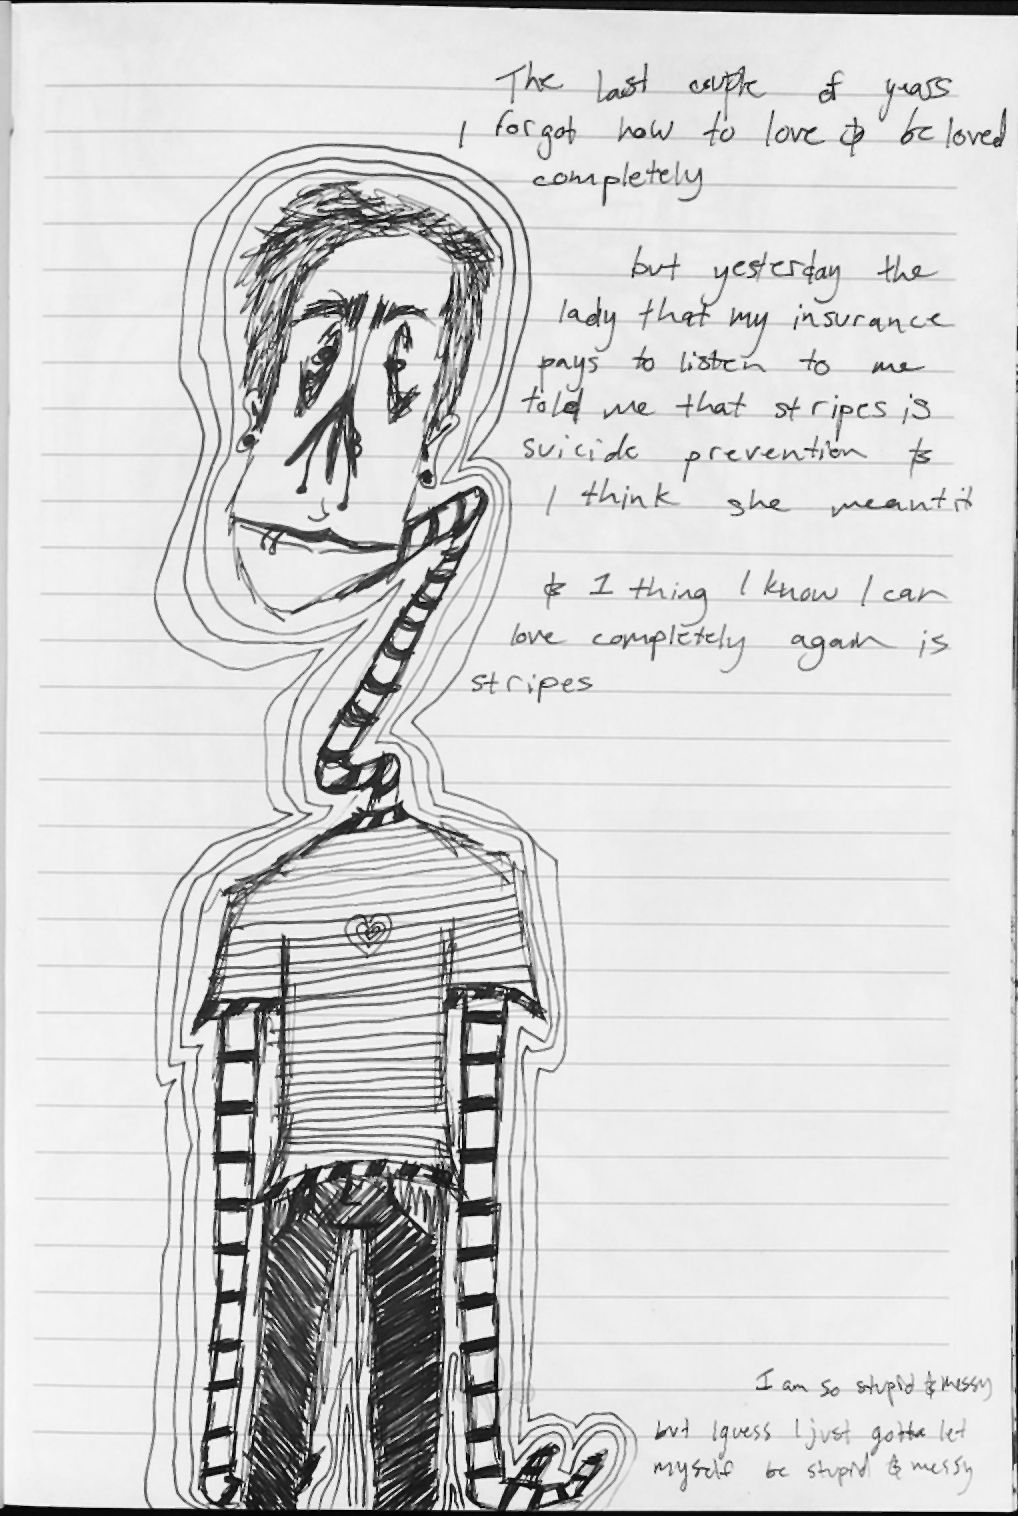 The last couple of years
I forgot how to love & be loved
completely
but yesterday the
lady that my insurance
pays to listen to me
told me that stripes is
suicide prevention &
I think she meant it
& I thing I know I can
love completely again is
stripes
I am so stupid & messy
but I guess I just gotta let
myself be stupid & messy